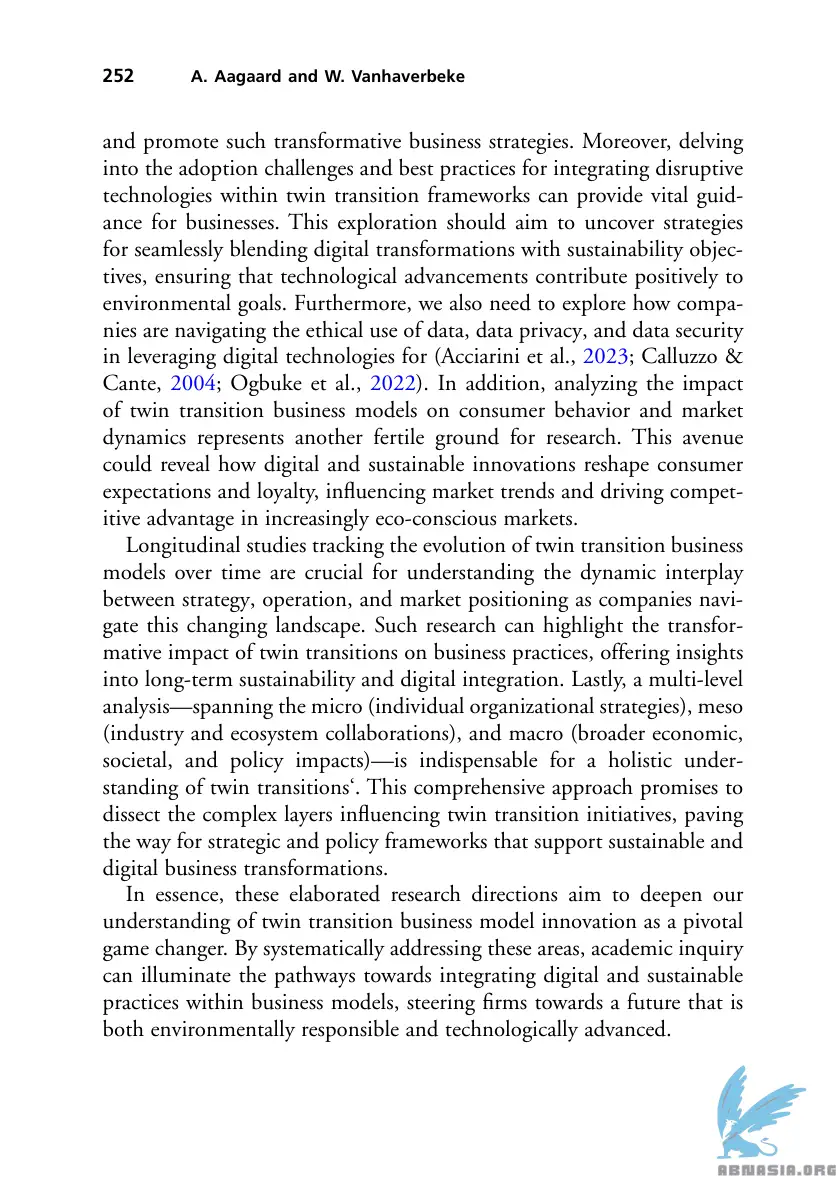 252 A. Aagaard and W. Vanhaverbeke
and promote such transformative business strategies. Moreover, delving
into the adoption challenges and best practices for integrating disruptive
technologies within twin transition frameworks can provide vital guid-
ance for businesses. This exploration should aim to uncover strategies
for seamlessly blending digital transformations with sustainability objec-
tives, ensuring that technological advancements contribute positively to
environmental goals. Furthermore, we also need to explore how compa-
nies are navigating the ethical use of data, data privacy, and data security
in leveraging digital technologies for (Acciarini et al., 2023; Calluzzo &
Cante, 2004́; Ogbuke et al., 2022). In addition, analyzing the impact
of twin transition business models on consumer behavior and market
dynamics represents another fertile ground for research. This avenue
could reveal how digital and sustainable innovations reshape consumer
expectations and loyalty, influencing market trends and driving compet-
itive advantage in increasingly eco-conscious markets.
Longitudinal studies tracking the evolution of twin transition business
models over time are crucial for understanding the dynamic interplay
between strategy, operation, and market positioning as companies navi-
gate this changing landscape. Such research can highlight the transfor-
mative impact of twin transitions on business practices, offering insights
into long-term sustainability and digital integration. Lastly, a multi-level
analysis—spanning the micro (individual organizational strategies), meso
(industry and ecosystem collaborations), and macro (broader economic,
societal, and policy impacts)—is indispensable for a holistic under-
standing of twin transitions‘. This comprehensive approach promises to
dissect the complex layers influencing twin transition initiatives, paving
the way for strategic and policy frameworks that support sustainable and
digital business transformations.
In essence, these elaborated research directions aim to deepen our
understanding of twin transition business model innovation as a pivotal
game changer. By systematically addressing these areas, academic inquiry
can illuminate the pathways towards integrating digital and sustainable
practices within business models, steering firms towards a future that is
both environmentally responsible and technologically advanced.
ABNASIA.ORG